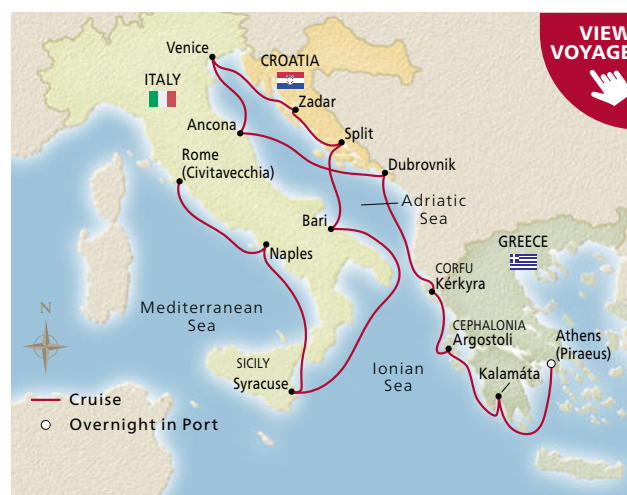 VIEW
VOYAGE
Venice
CROATIA
ITALY
Zadar
Ancona
Split
Rome
(Civitavecchia)
Dubrovnik
Adriatic
Sea
Bari
Naples
GREECE
CORFU
Kérkyra
Mediterranean
Sea
N
CEPHALONIA
Argostoli
Athens
(Piraeus)
SICILY
Syracuse
Ionian
Sea
Kalamáta
Cruise
Overnight in Port